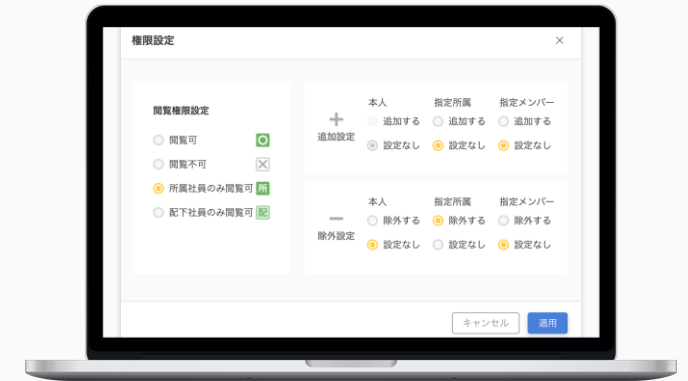 権限設定
×
閲覧権限設定
閲覧可
閲覧不可
所属社員のみ閲覧可 所
配下社員のみ閲覧可 配
＋
追加設定
本人 指定所属 指定メンバー
追加する 追加する 追加する
設定なし 設定なし 設定なし
−
除外設定
本人 指定所属 指定メンバー
除外する 除外する 除外する
設定なし 設定なし 設定なし
キャンセル 適用